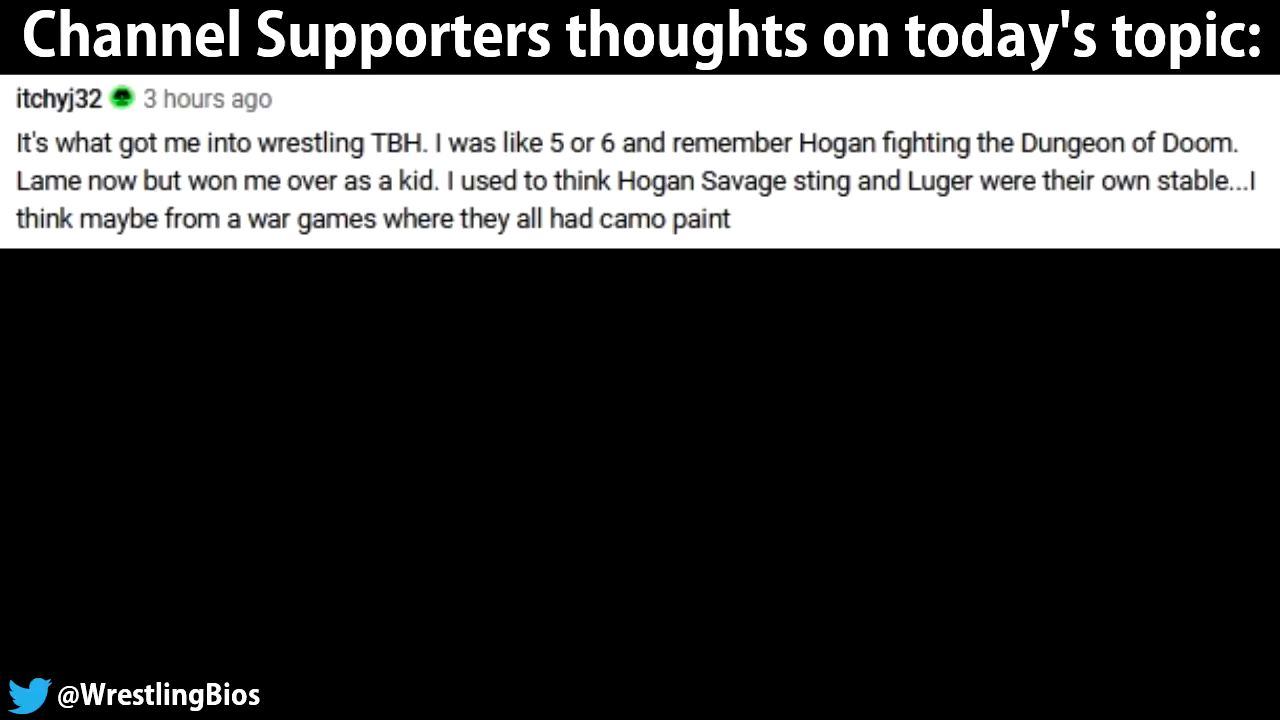 Channel Supporters thoughts on today's topic:
itchyj32 3 hours ago
It's what got me into wrestling TBH. I was like 5 or 6 and remember Hogan fighting the Dungeon of Doom.
Lame now but won me over as a kid. I used to think Hogan Savage sting and Luger were their own stable...I
think maybe from a war games where they all had camo paint
@WrestlingBios